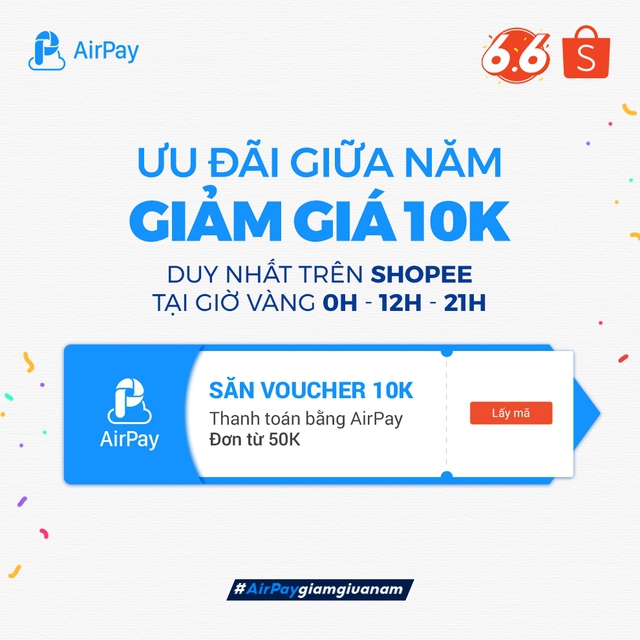 AirPay
6.6
S
ƯU ĐÃI GIỮA NĂM
GIẢM GIÁ 10K
DUY NHẤT TRÊN SHOPEE
TẠI GIỜ VÀNG 0H - 12H - 21H
AirPay
SĂN VOUCHER 10K
Thanh toán bằng AirPay
Đơn từ 50K
Lấy mã
#AirPaygiamgiuanam